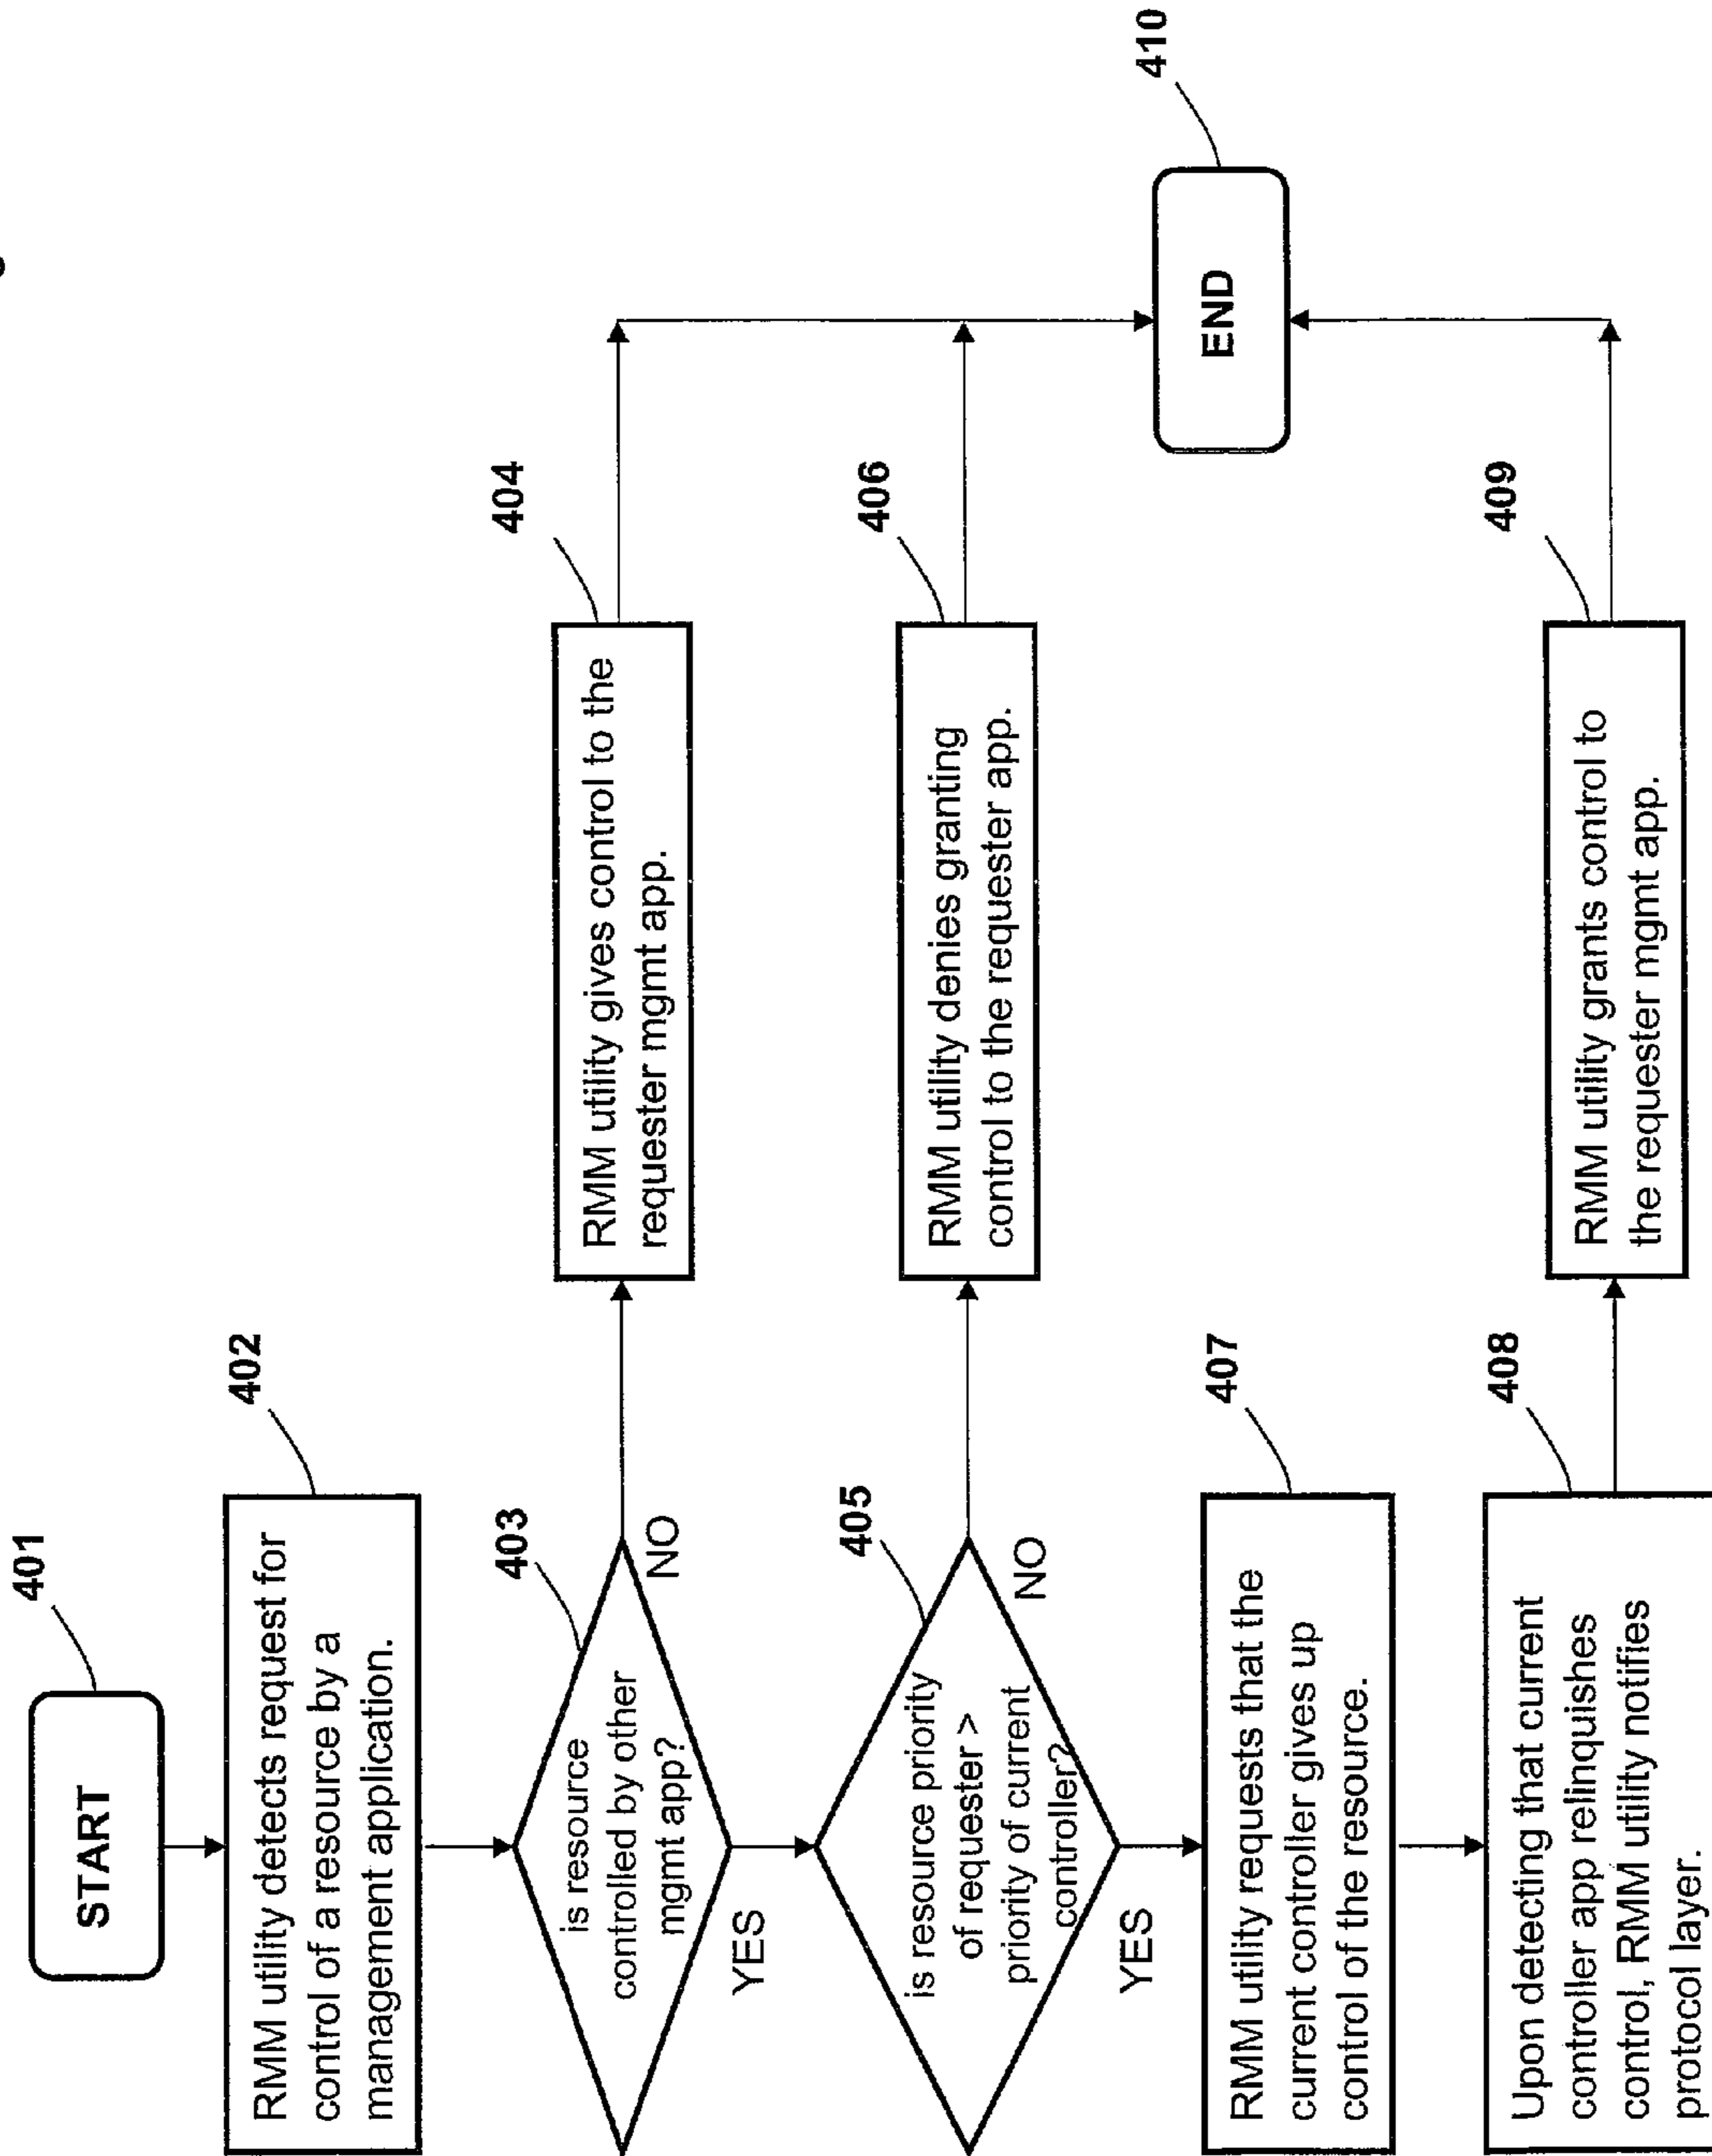 401
START
402
RMM utility detects request for
control of a resource by a
management application.
403
is resource
controlled by other
mgmt app?
NO
YES
404
RMM utility gives control to the
requester mgmt app.
405
is resource priority
of requester >
priority of current
controller?
NO
YES
406
RMM utility denies granting
control to the requester app.
407
RMM utility requests that the
current controller gives up
control of the resource.
408
Upon detecting that current
controller app relinquishes
control, RMM utility notifies
protocol layer.
409
RMM utility grants control to
the requester mgmt app.
410
END